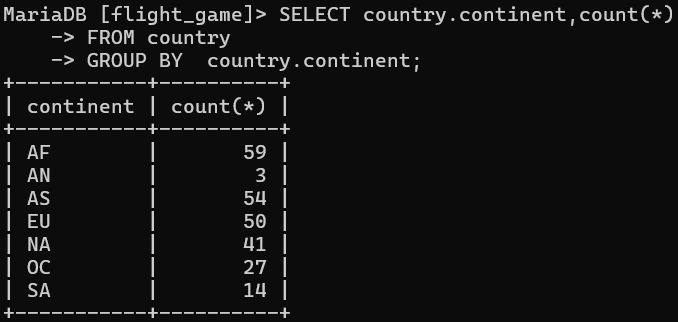 MariaDB [flight_game]> SELECT country.continent,count(*)
    -> FROM country
    -> GROUP BY  country.continent;
+-----------+----------+
| continent | count(*) |
+-----------+----------+
| AF        |       59 |
| AN        |        3 |
| AS        |       54 |
| EU        |       50 |
| NA        |       41 |
| OC        |       27 |
| SA        |       14 |
+-----------+----------+